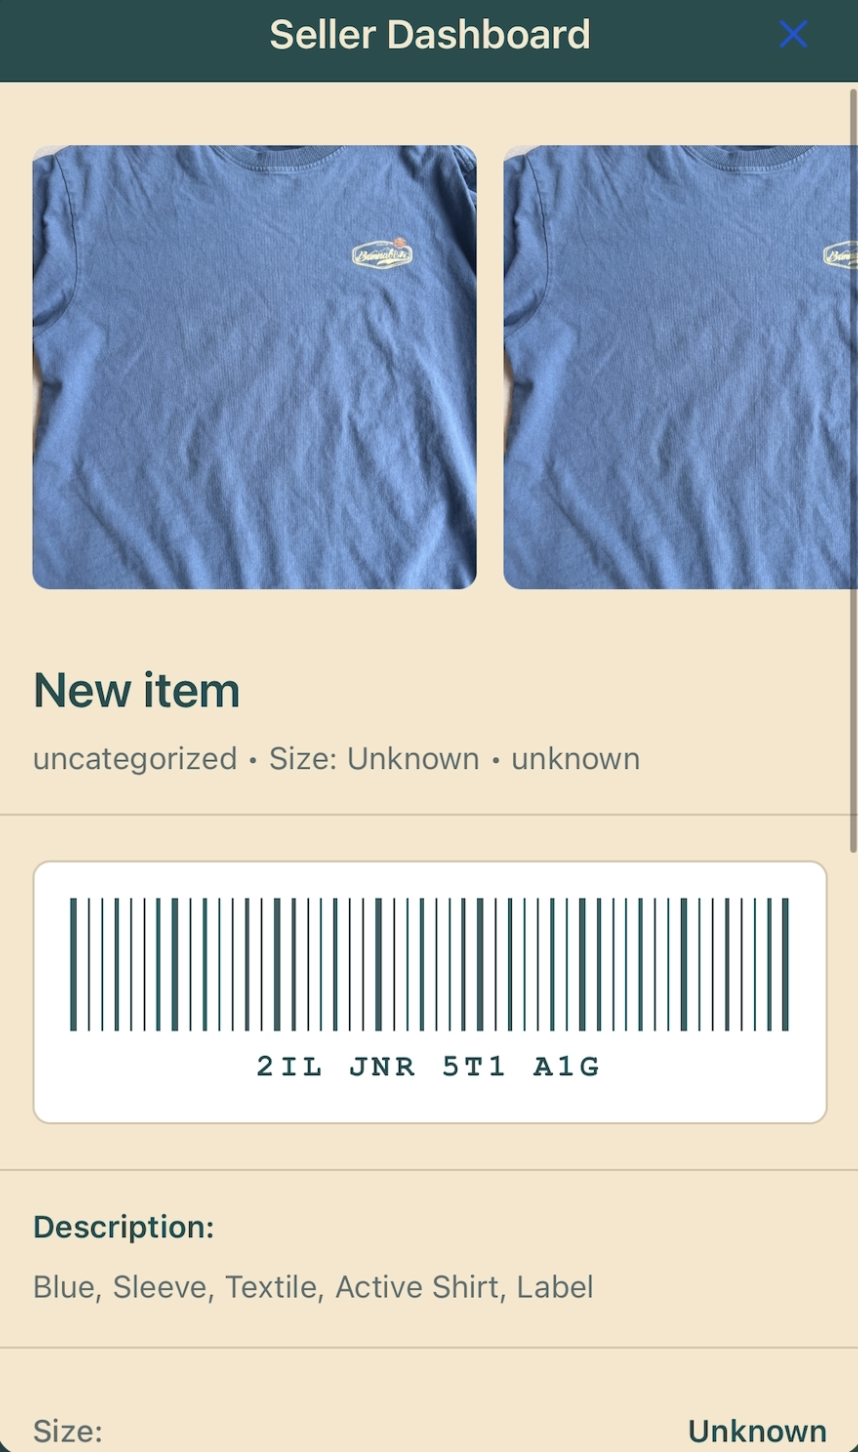 Seller Dashboard
New item
uncategorized • Size: Unknown • unknown
2IL JNR 5T1 A1G
Description:
Blue, Sleeve, Textile, Active Shirt, Label
Size:
Unknown